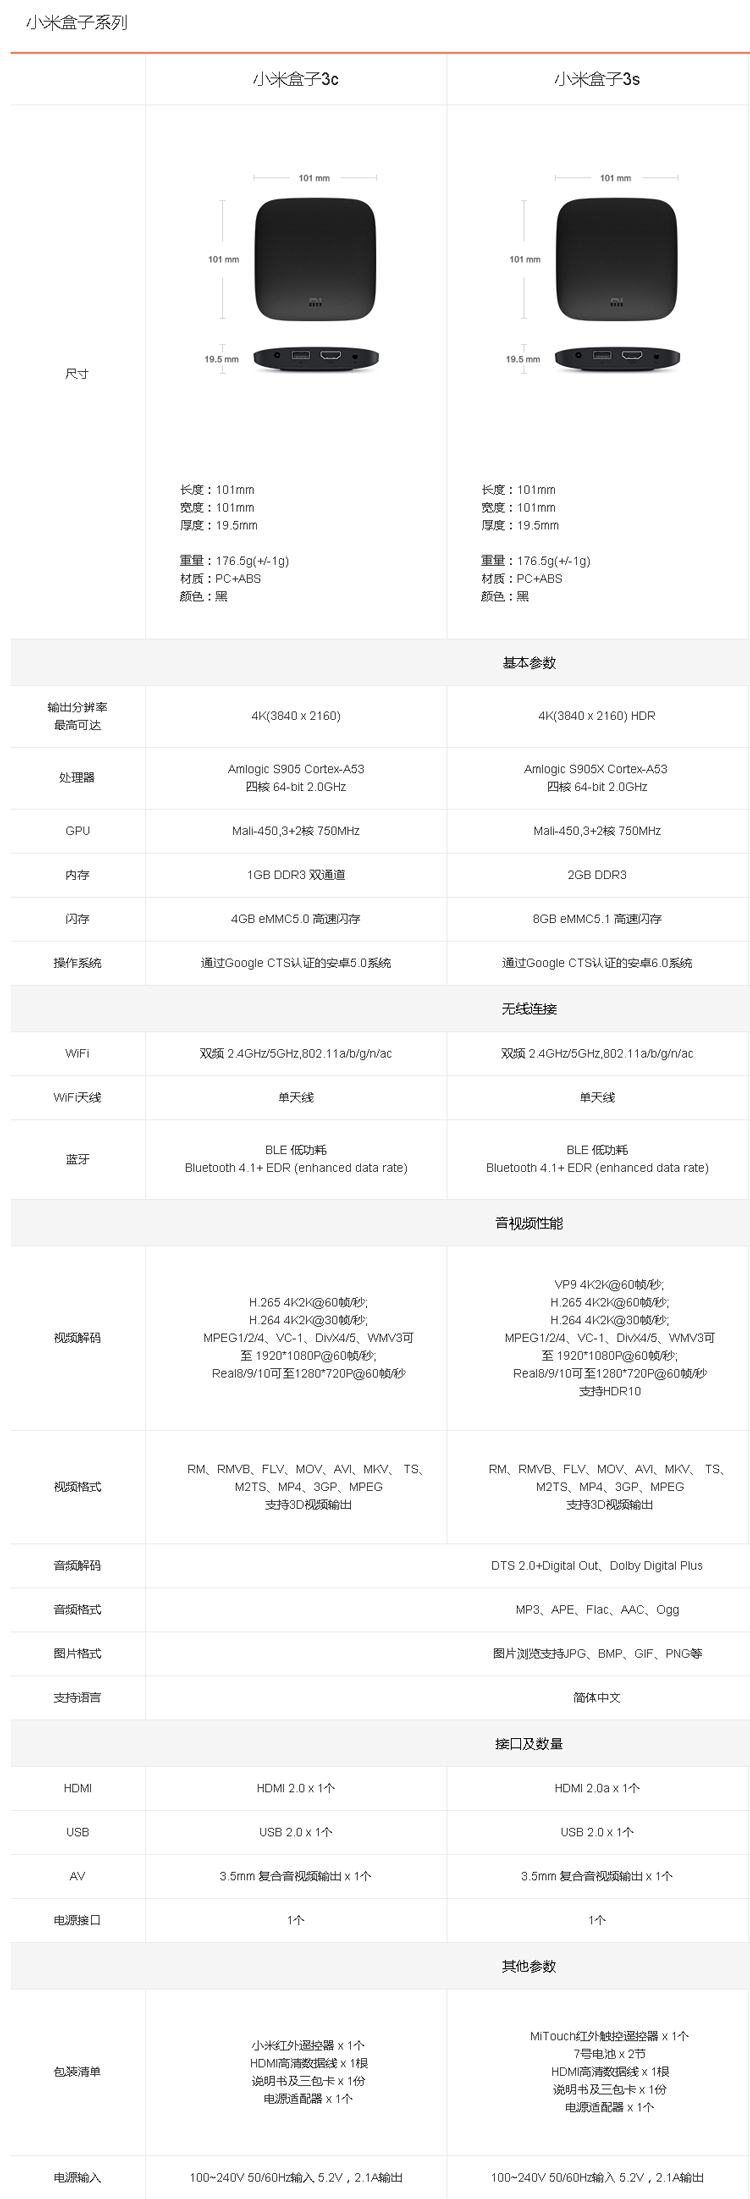 小米盒子系列
小米盒子3c
小米盒子3s
尺寸
101 mm
101 mm
19.5 mm
mi
长度：101mm
宽度：101mm
厚度：19.5mm
重量：176.5g(+/-1g)
材质：PC+ABS
颜色：黑
101 mm
101 mm
19.5 mm
mi
长度：101mm
宽度：101mm
厚度：19.5mm
重量：176.5g(+/-1g)
材质：PC+ABS
颜色：黑
基本参数
输出分辨率
最高可达
4K(3840 x 2160)
4K(3840 x 2160) HDR
处理器
Amlogic S905 Cortex-A53
四核 64-bit 2.0GHz
Amlogic S905X Cortex-A53
四核 64-bit 2.0GHz
GPU
Mali-450,3+2核 750MHz
Mali-450,3+2核 750MHz
内存
1GB DDR3 双通道
2GB DDR3
闪存
4GB eMMC5.0 高速闪存
8GB eMMC5.1 高速闪存
操作系统
通过Google CTS认证的安卓5.0系统
通过Google CTS认证的安卓6.0系统
无线连接
WiFi
双频 2.4GHz/5GHz,802.11a/b/g/n/ac
双频 2.4GHz/5GHz,802.11a/b/g/n/ac
WiFi天线
单天线
单天线
蓝牙
BLE 低功耗
Bluetooth 4.1+ EDR (enhanced data rate)
BLE 低功耗
Bluetooth 4.1+ EDR (enhanced data rate)
音视频性能
视频解码
H.265 4K2K@60帧/秒;
H.264 4K2K@30帧/秒;
MPEG1/2/4、VC-1、DivX4/5、WMV3可
至 1920*1080P@60帧/秒;
Real8/9/10可至1280*720P@60帧/秒
VP9 4K2K@60帧/秒;
H.265 4K2K@60帧/秒;
H.264 4K2K@30帧/秒;
MPEG1/2/4、VC-1、DivX4/5、WMV3可
至 1920*1080P@60帧/秒;
Real8/9/10可至1280*720P@60帧/秒
支持HDR10
视频格式
RM、RMVB、FLV、MOV、AVI、MKV、 TS、
M2TS、MP4、3GP、MPEG
支持3D视频输出
RM、RMVB、FLV、MOV、AVI、MKV、 TS、
M2TS、MP4、3GP、MPEG
支持3D视频输出
音频解码
DTS 2.0+Digital Out、Dolby Digital Plus
音频格式
MP3、APE、Flac、AAC、Ogg
图片格式
图片浏览支持JPG、BMP、GIF、PNG等
支持语言
简体中文
接口及数量
HDMI
HDMI 2.0 x 1个
HDMI 2.0a x 1个
USB
USB 2.0 x 1个
USB 2.0 x 1个
AV
3.5mm 复合音视频输出 x 1个
3.5mm 复合音视频输出 x 1个
电源接口
1个
1个
其他参数
包装清单
小米红外遥控器 x 1个
HDMI高清数据线 x 1根
说明书及三包卡 x 1份
电源适配器 x 1个
MiTouch红外触控遥控器 x 1个
7号电池 x 2节
HDMI高清数据线 x 1根
说明书及三包卡 x 1份
电源适配器 x 1个
电源输入
100~240V 50/60Hz输入 5.2V，2.1A输出
100~240V 50/60Hz输入 5.2V，2.1A输出